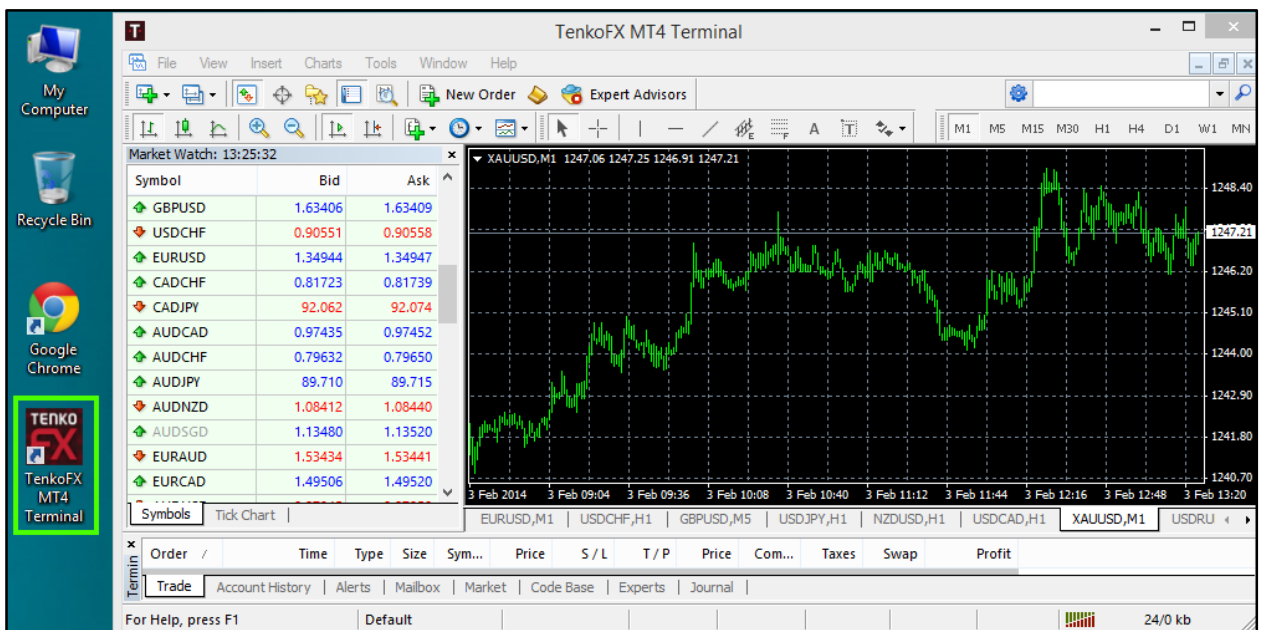 My
Computer
Recycle Bin
Google
Chrome
TENKO
FX
TenkoFX
MT4
Terminal
T
TenkoFX MT4 Terminal
File View Insert Charts Tools Window Help
New Order Expert Advisors
E F A T M1 M5 M15 M30 H1 H4 D1 W1 MN
Market Watch: 13:25:32
Symbol Bid Ask
GBPUSD 1.63406 1.63409
USDCHF 0.90551 0.90558
EURUSD 1.34944 1.34947
CADCHF 0.81723 0.81739
CADJPY 92.062 92.074
AUDCAD 0.97435 0.97452
AUDCHF 0.79632 0.79650
AUDJPY 89.710 89.715
AUDNZD 1.08412 1.08440
AUDSGD 1.13480 1.13520
EURAUD 1.53434 1.53441
EURCAD 1.49506 1.49520
Symbols Tick Chart
XAUUSD,M1 1247.06 1247.25 1246.91 1247.21
1248.40
1247.21
1246.20
1245.10
1244.00
1242.90
1241.80
1240.70
3 Feb 2014 3 Feb 09:04 3 Feb 09:36 3 Feb 10:08 3 Feb 10:40 3 Feb 11:12 3 Feb 11:44 3 Feb 12:16 3 Feb 12:48 3 Feb 13:20
EURUSD,M1 USDCHF,H1 GBPUSD,M5 USDJPY,H1 NZDUSD,H1 USDCAD,H1 XAUUSD,M1 USDRU
Order / Time Type Size Sym... Price S / L T / P Price Com... Taxes Swap Profit
Termin
Trade Account History Alerts Mailbox Market Code Base Experts Journal
For Help, press F1 Default 24/0 kb